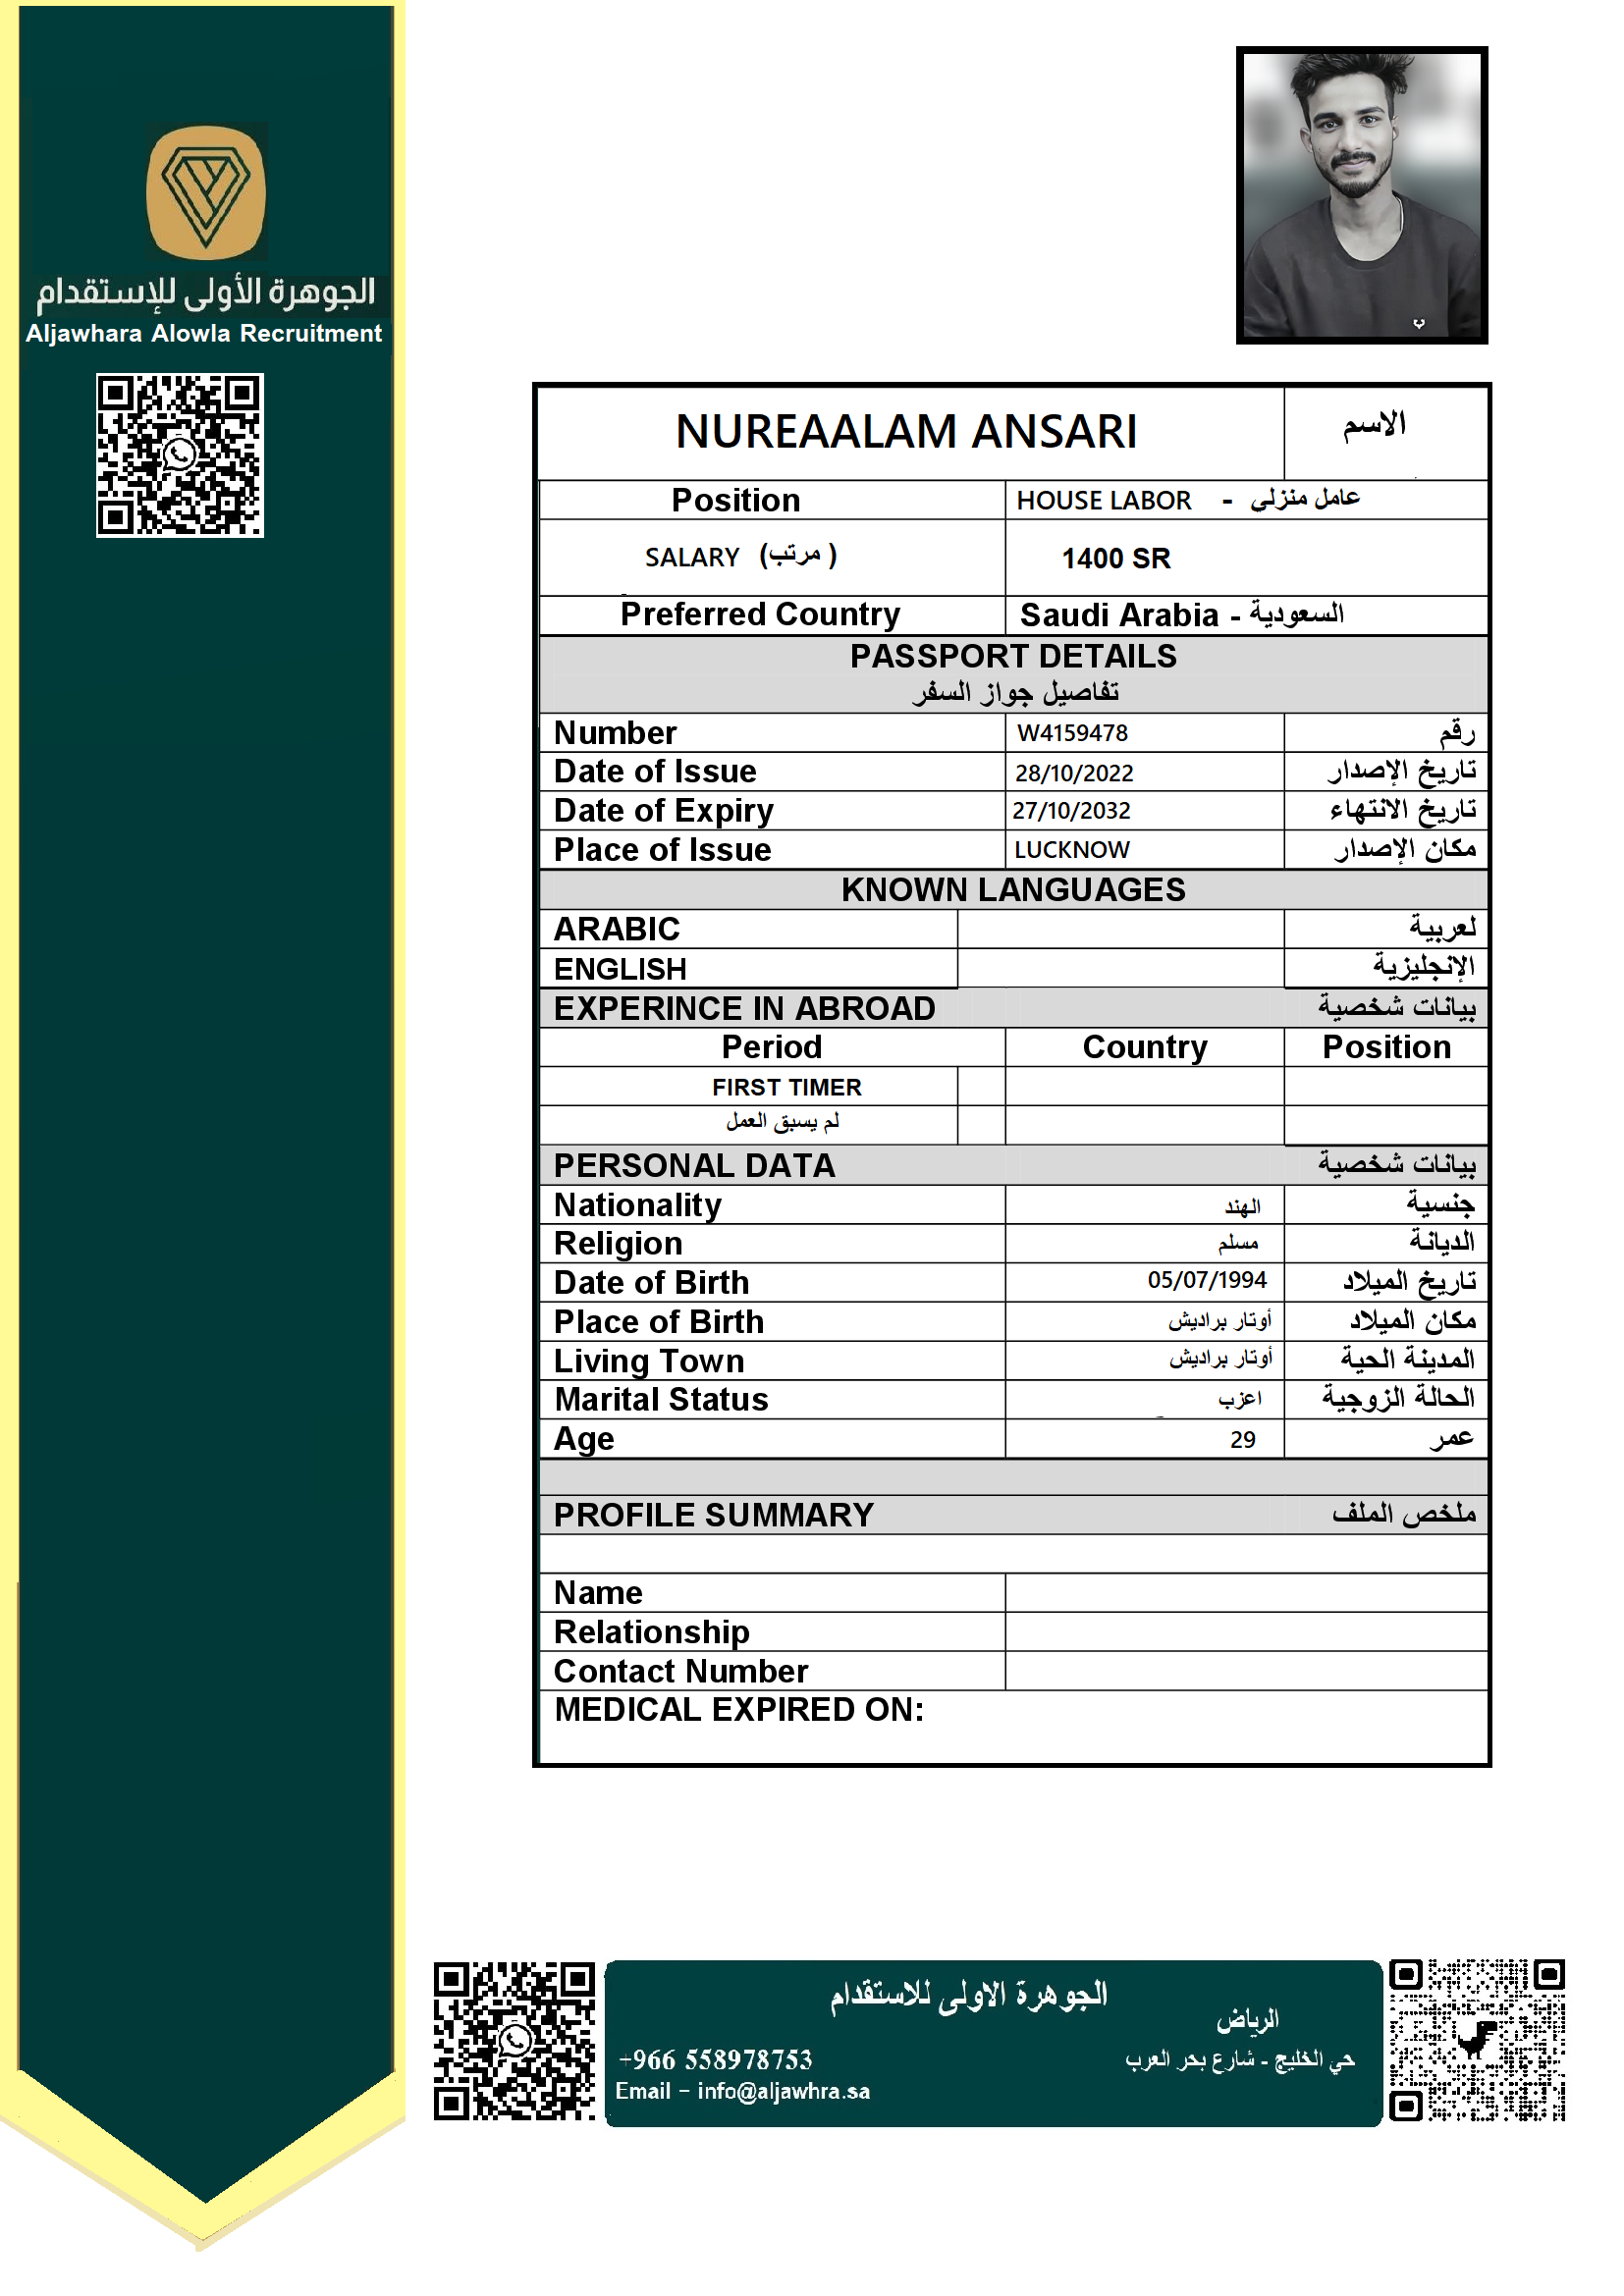 الجوهرة الأولى للإستقدام
Aljawhara Alowla Recruitment
NUREAALAM ANSARI الاسم
Position HOUSE LABOR - عامل منزلي
SALARY (مرتب) 1400 SR
Preferred Country Saudi Arabia - السعودية
PASSPORT DETAILS
تفاصيل جواز السفر
Number W4159478 رقم
Date of Issue 28/10/2022 تاريخ الإصدار
Date of Expiry 27/10/2032 تاريخ الانتهاء
Place of Issue LUCKNOW مكان الإصدار
KNOWN LANGUAGES
ARABIC لعربية
ENGLISH الإنجليزية
EXPERINCE IN ABROAD بيانات شخصية
Period Country Position
FIRST TIMER
لم يسبق العمل
PERSONAL DATA بيانات شخصية
Nationality الهند جنسية
Religion مسلم الديانة
Date of Birth 05/07/1994 تاريخ الميلاد
Place of Birth أوتار براديش مكان الميلاد
Living Town أوتار براديش المدينة الحية
Marital Status اعزب الحالة الزوجية
Age 29 عمر
PROFILE SUMMARY ملخص الملف
Name
Relationship
Contact Number
MEDICAL EXPIRED ON:
الجوهرة الاولى للاستقدام
الرياض
+966 558978753 حي الخليج - شارع بحر العرب
Email - info@aljawhra.sa